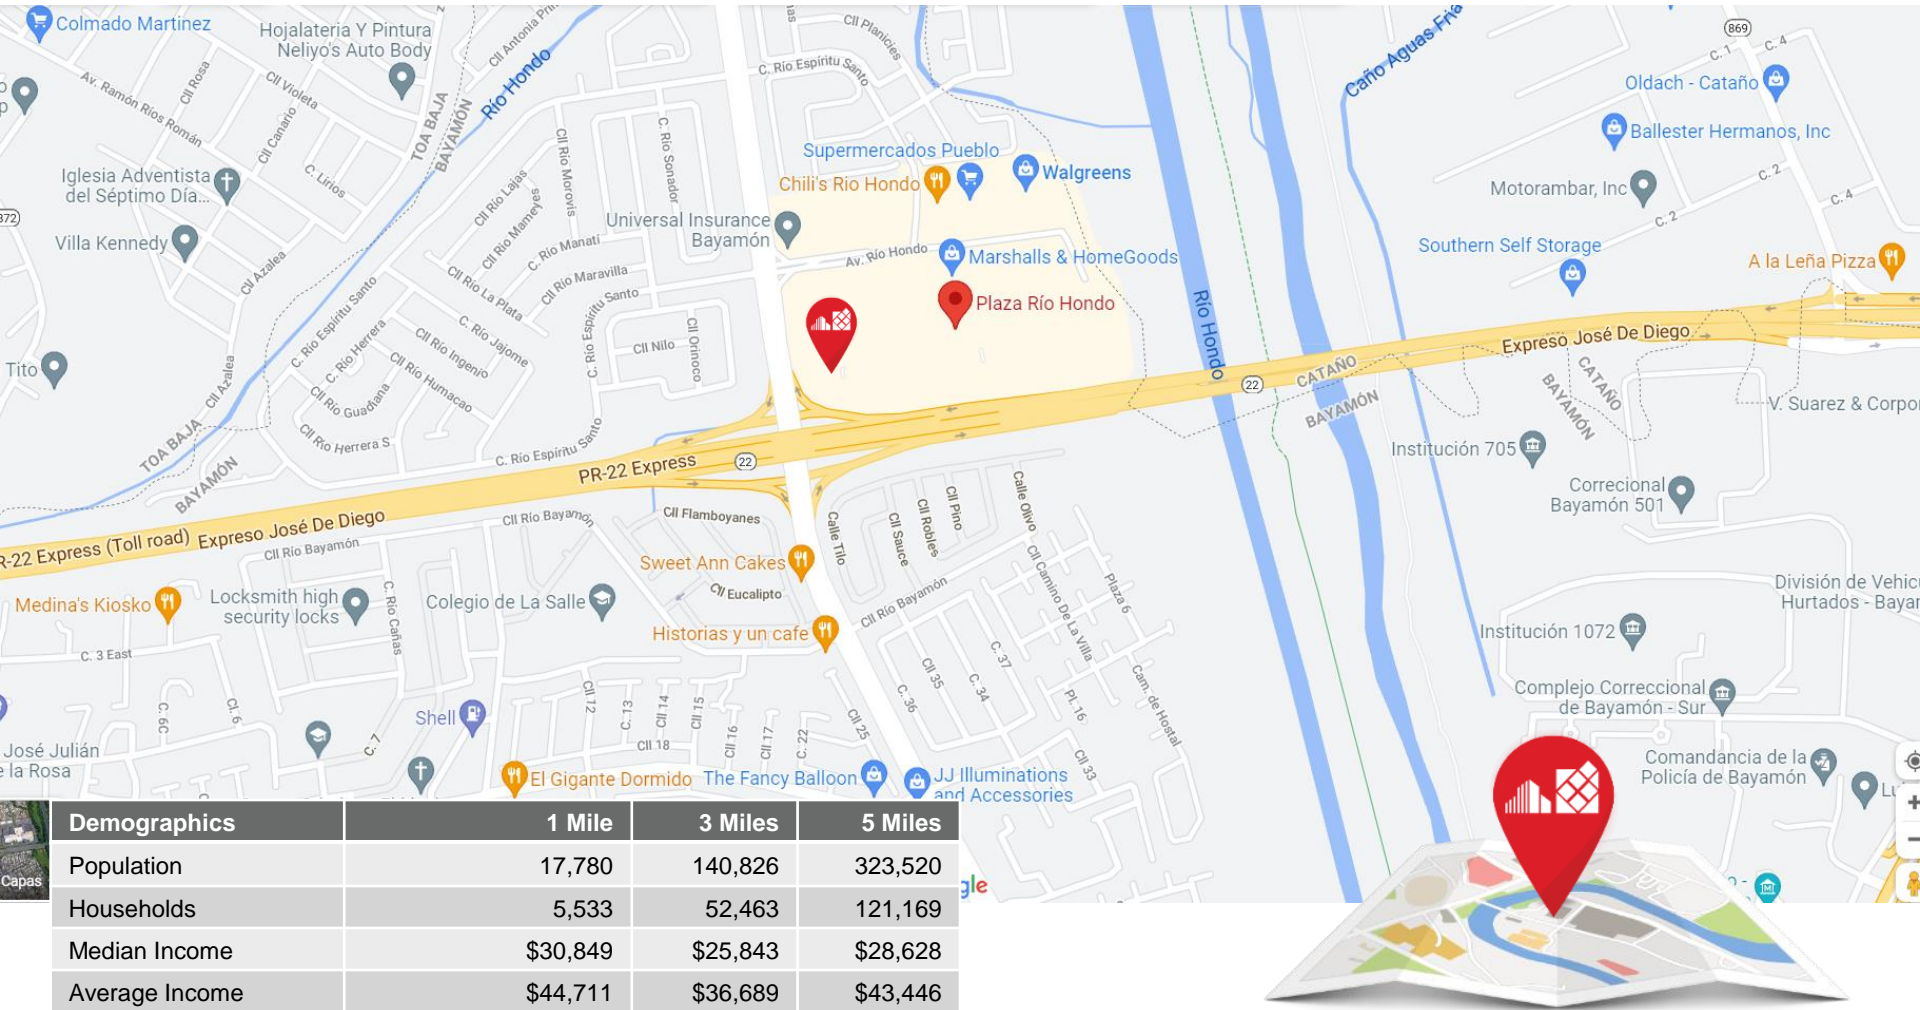 Colmado Martinez
Hojalateria Y Pintura
Neliyo's Auto Body
Cll Antonia
Cll Planicies
C. Río Espíritu Santo
Río Hondo
Caño Aguas Frías
869
C. 1
C. 4
Oldach - Cataño
Ballester Hermanos, Inc
Av. Ramón Ríos Román
Cll Rosa
Cll Violeta
Cll Canario
C. Lirios
TOA BAJA
BAYAMÓN
Cll Río Morovis
C. Río Sonador
Supermercados Pueblo
Chili's Rio Hondo
Walgreens
Iglesia Adventista
del Séptimo Día...
Villa Kennedy
872
Cll Río Lajas
Cll Río Mameyes
C. Río Manatí
Cll Río Maravilla
Cll Río La Plata
Universal Insurance
Bayamón
Av. Río Hondo
Marshalls & HomeGoods
Plaza Río Hondo
Motorambar, Inc
C. 2
C. 4
C. 2
Southern Self Storage
A la Leña Pizza
Cll Azalea
C. Río Espíritu Santo
C. Río Herrera
Cll Río Ingenio
C. Río Jajome
Cll Río Humacao
Cll Río Guadiana
Cll Río Herrera S
C. Río Espíritu Santo
Cll Nilo
Cll Orinoco
Río Hondo
Tito
Cll Azalea
TOA BAJA
BAYAMÓN
C. Río Espíritu Santo
22
CATAÑO
BAYAMÓN
Expreso José De Diego
CATAÑO
BAYAMÓN
V. Suarez & Corpor
PR-22 Express
22
Institución 705
Correcional
Bayamón 501
R-22 Express (Toll road)
Expreso José De Diego
Cll Río Bayamón
Cll Río Bayamón
Cll Flamboyanes
Calle Tilo
Cll Sauce
Cll Robles
Cll Pino
Calle Olivo
Sweet Ann Cakes
Cll Eucalipto
Cll Río Bayamón
Cll Camino De La Villa
Plaza 6
Medina's Kiosko
Locksmith high
security locks
C. Río Cañas
Colegio de La Salle
Historias y un cafe
División de Vehicu
Hurtados - Bayar
Institución 1072
C. 3 East
C. 6C
Cl. 6
C. 7
Shell
Cll 12
C. 13
Cll 14
Cll 15
Cll 16
Cll 17
C. 22
Cll 25
Cll 18
C. 36
Cll 35
C. 34
C. 37
Pl. 16
Cam. de Hostal
Cll 33
Complejo Correccional
de Bayamón - Sur
Comandancia de la
Policía de Bayamón
José Julián
e la Rosa
El Gigante Dormido
The Fancy Balloon
JJ Illuminations
and Accessories
Capas
gle
Demographics 1 Mile 3 Miles 5 Miles
Population 17,780 140,826 323,520
Households 5,533 52,463 121,169
Median Income $30,849 $25,843 $28,628
Average Income $44,711 $36,689 $43,446